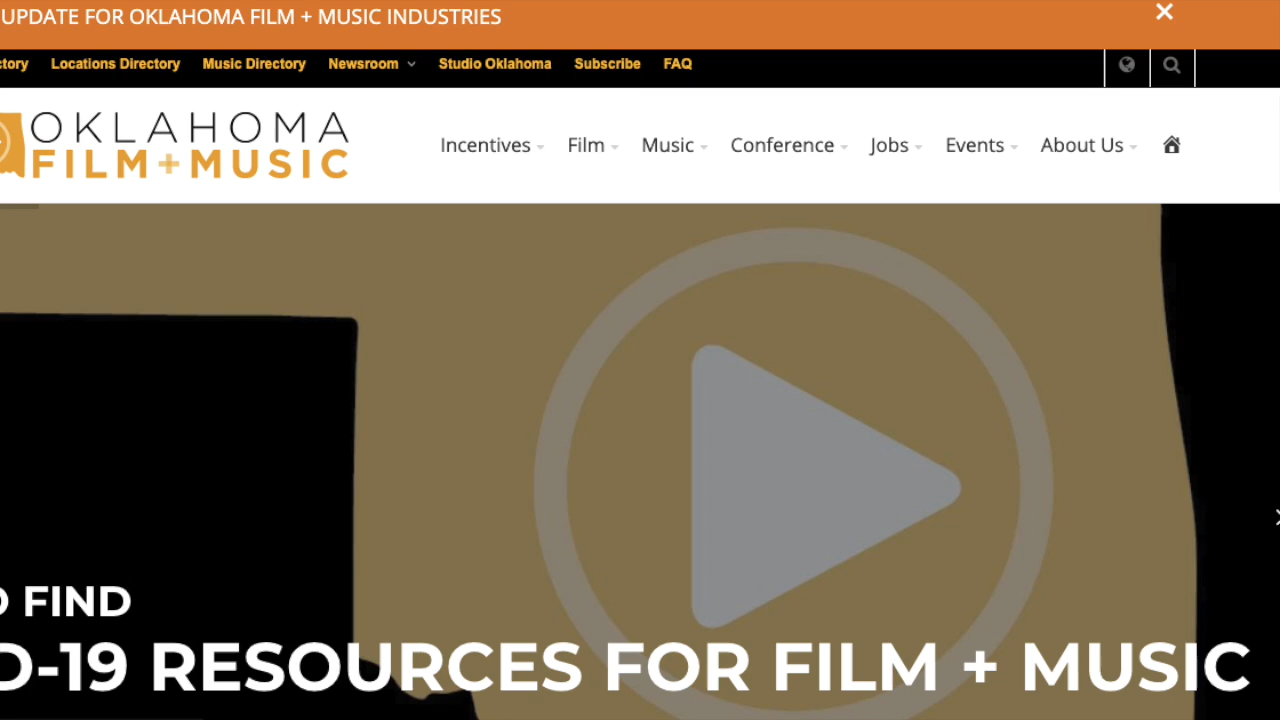 UPDATE FOR OKLAHOMA FILM + MUSIC INDUSTRIES
Locations Directory Music Directory Newsroom Studio Oklahoma Subscribe FAQ
OKLAHOMA
FILM+MUSIC
Incentives Film Music Conference Jobs Events About Us
FIND
D-19 RESOURCES FOR FILM + MUSIC